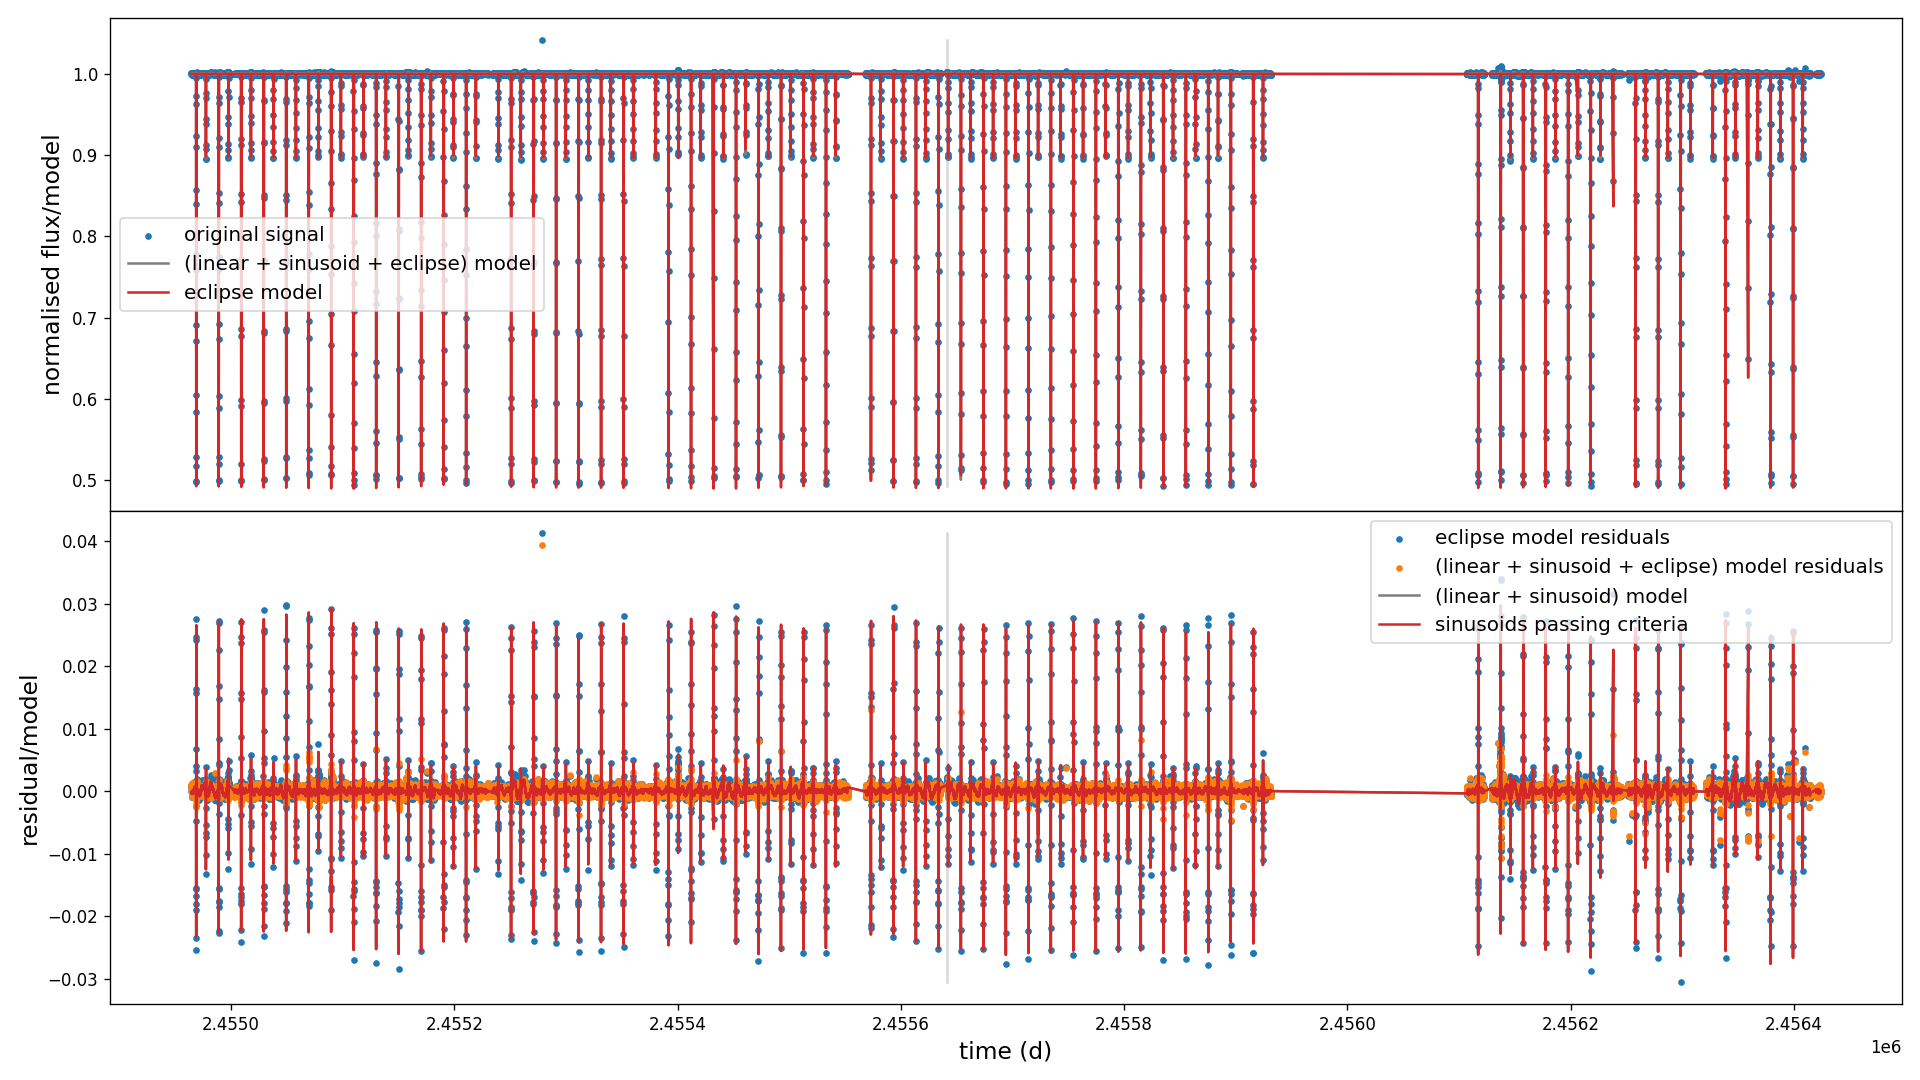 1.0
0.9
0.8
0.7
0.6
0.5
normalised flux/model
original signal
(linear + sinusoid + eclipse) model
eclipse model
0.04
0.03
0.02
0.01
0.00
−0.01
−0.02
−0.03
residual/model
eclipse model residuals
(linear + sinusoid + eclipse) model residuals
(linear + sinusoid) model
sinusoids passing criteria
2.4550 2.4552 2.4554 2.4556 2.4558 2.4560 2.4562 2.4564
1e6
time (d)